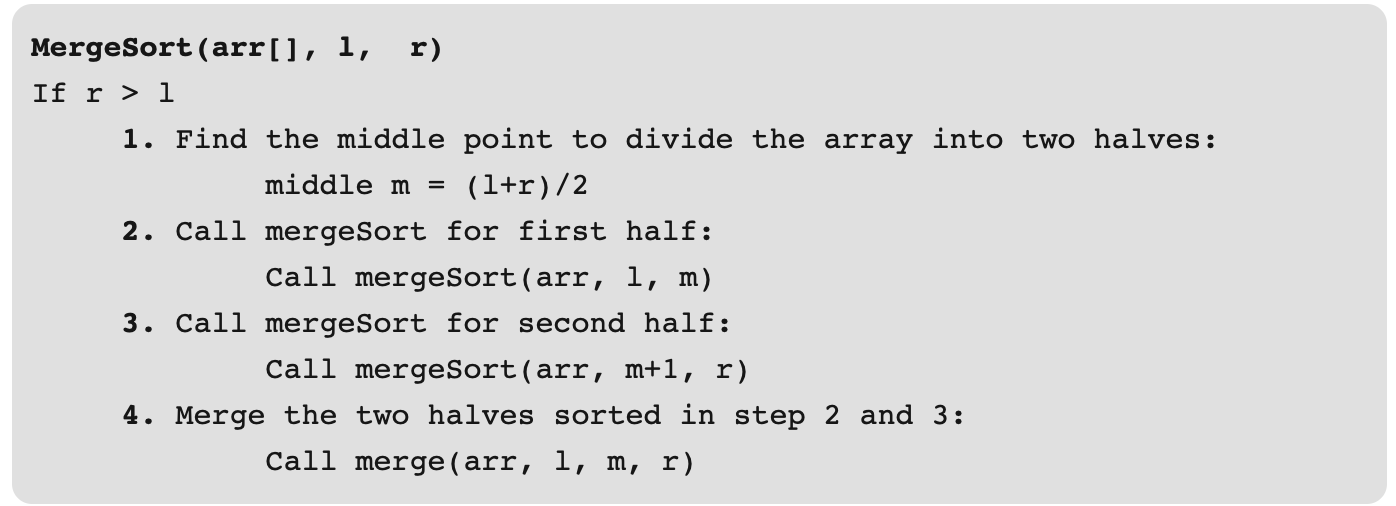 MergeSort(arr[], l,  r)
If r > l
     1. Find the middle point to divide the array into two halves:
             middle m = (l+r)/2
     2. Call mergeSort for first half:
             Call mergeSort(arr, l, m)
     3. Call mergeSort for second half:
             Call mergeSort(arr, m+1, r)
     4. Merge the two halves sorted in step 2 and 3:
             Call merge(arr, l, m, r)